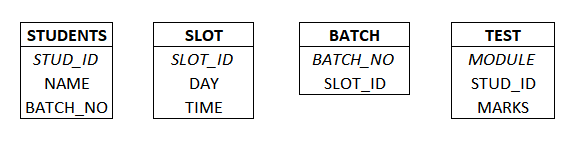 STUDENTS
STUD_ID
NAME
BATCH_NO
SLOT
SLOT_ID
DAY
TIME
BATCH
BATCH_NO
SLOT_ID
TEST
MODULE
STUD_ID
MARKS